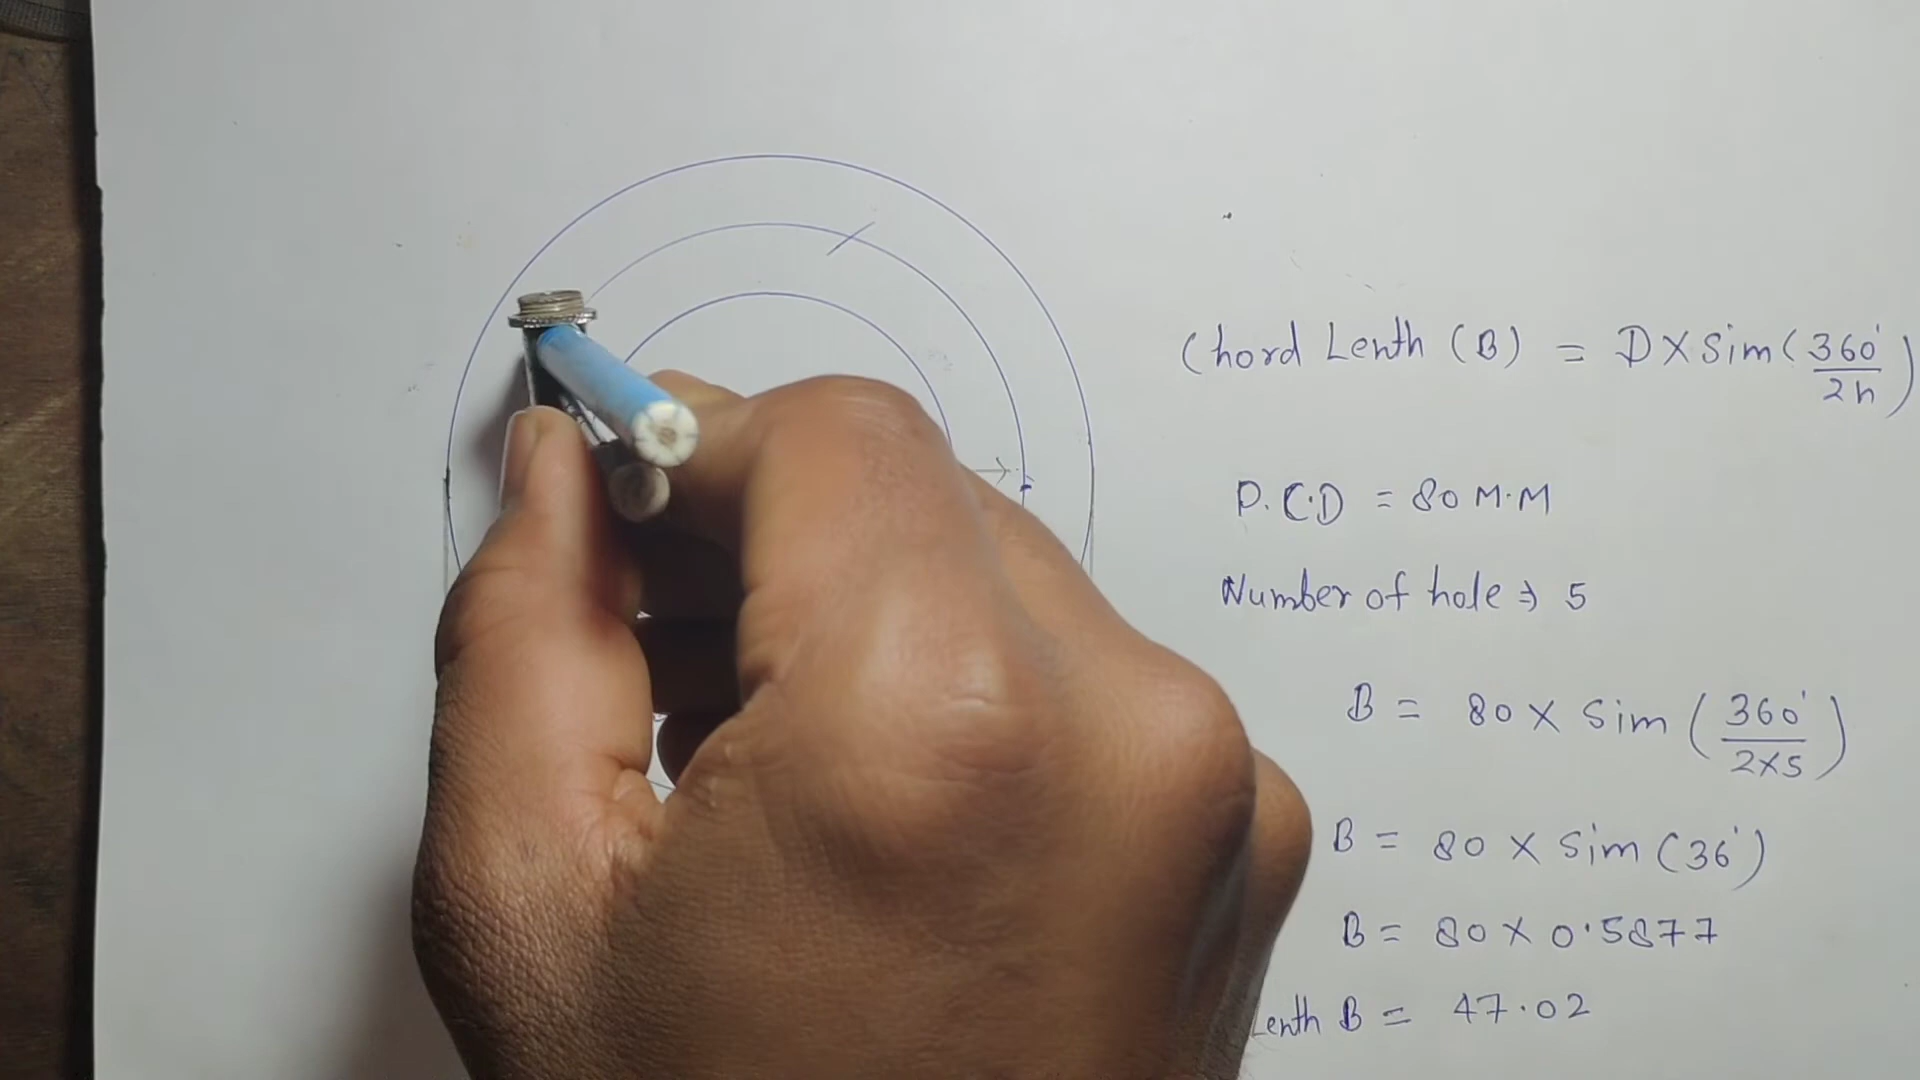 Chord Lenth (B) = D X Sim (360°/2n)
P.C.D = 80 M.M
Number of hole ⇒ 5
B = 80 X Sim (360°/2x5)
B = 80 X Sim (36°)
B = 80 X 0.5877
Lenth B = 47.02